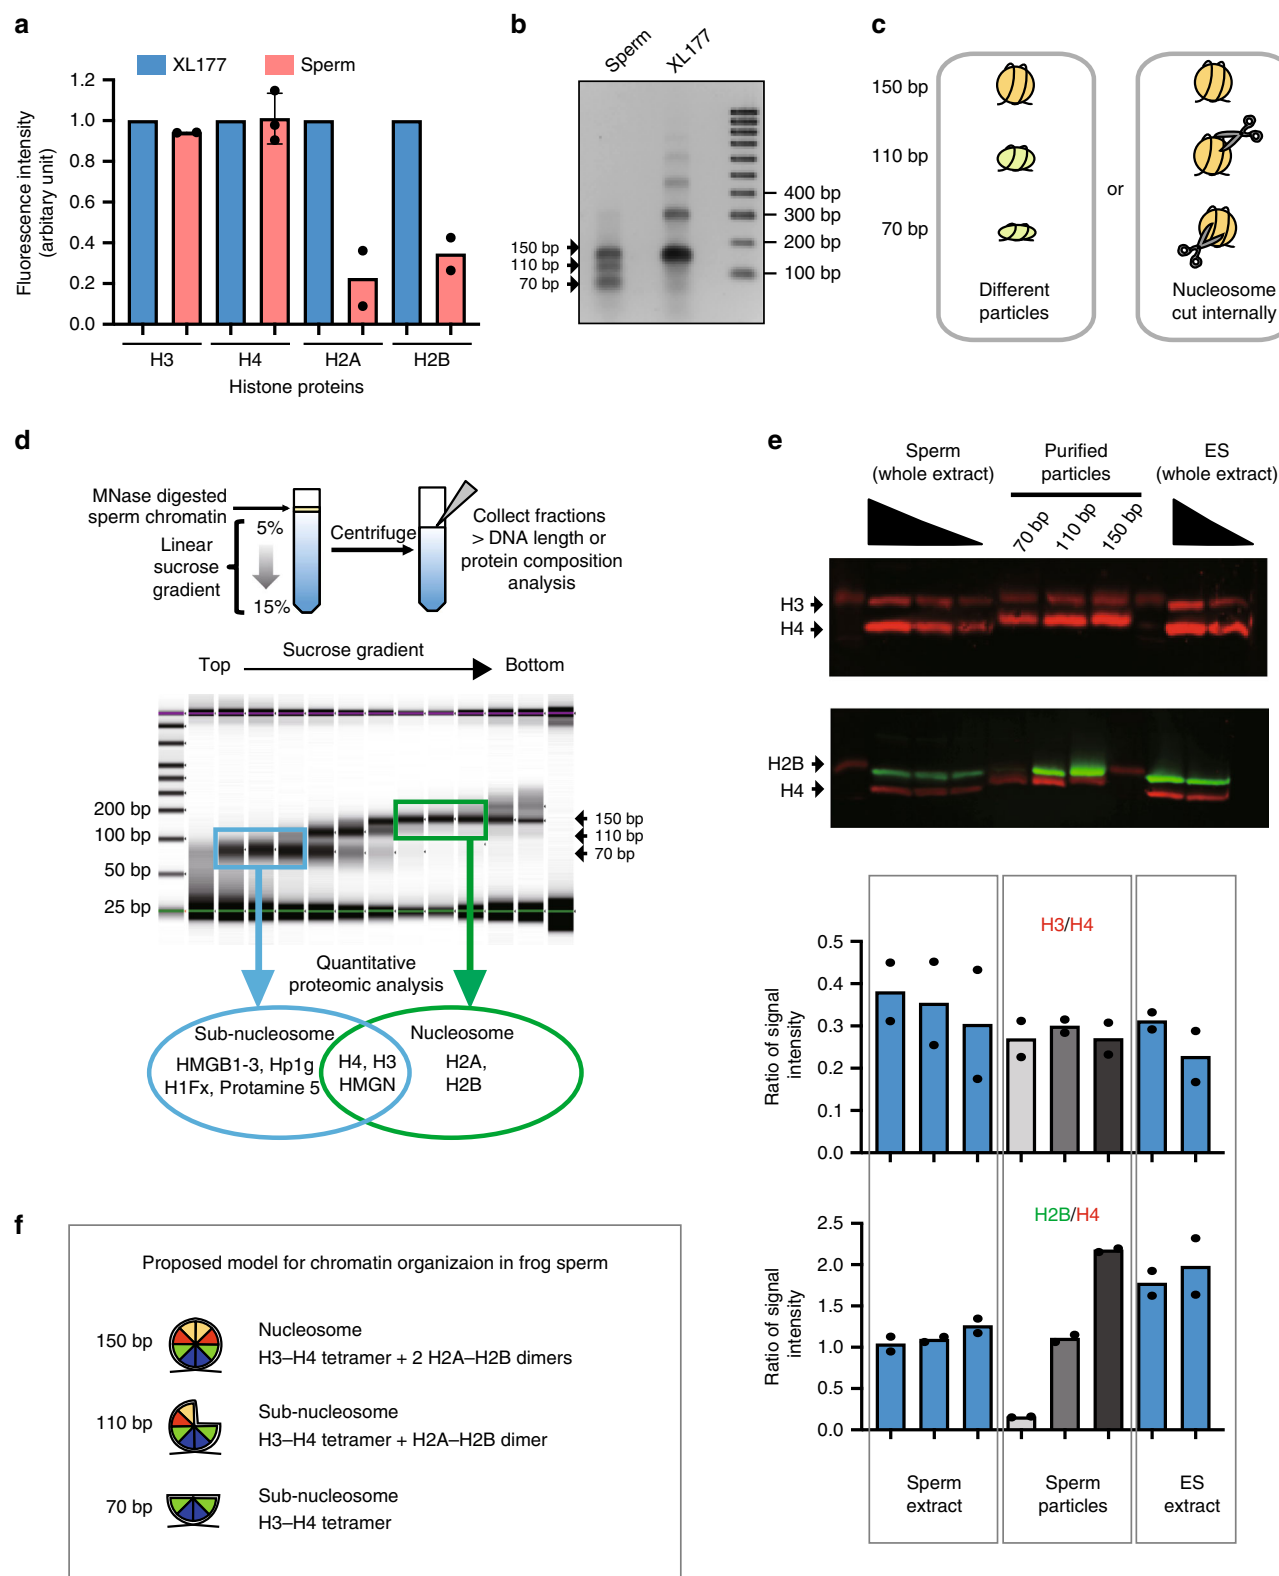 a
XL177
Sperm
Fluorescence intensity
(arbitary unit)
1.2
1.0
0.8
0.6
0.4
0.2
0.0
H3
H4
H2A
H2B
Histone proteins
b
Sperm
XL177
400 bp
300 bp
200 bp
100 bp
150 bp
110 bp
70 bp
c
150 bp
110 bp
70 bp
or
Different
particles
Nucleosome
cut internally
d
MNase digested
sperm chromatin
5%
Linear
sucrose
gradient
15%
Centrifuge
Collect fractions
> DNA length or
protein composition
analysis
Sucrose gradient
Top
Bottom
200 bp
100 bp
50 bp
25 bp
150 bp
110 bp
70 bp
Quantitative
proteomic analysis
Sub-nucleosome
HMGB1-3, Hp1g
H1Fx, Protamine 5
H4, H3
HMGN
Nucleosome
H2A,
H2B
e
Sperm
(whole extract)
Purified
particles
ES
(whole extract)
70 bp
110 bp
150 bp
H3
H4
H2B
H4
H3/H4
Ratio of signal
intensity
0.5
0.4
0.3
0.2
0.1
0.0
H2B/H4
Ratio of signal
intensity
2.5
2.0
1.5
1.0
0.5
0.0
Sperm
extract
Sperm
particles
ES
extract
f
Proposed model for chromatin organizaion in frog sperm
150 bp
Nucleosome
H3–H4 tetramer + 2 H2A–H2B dimers
110 bp
Sub-nucleosome
H3–H4 tetramer + H2A–H2B dimer
70 bp
Sub-nucleosome
H3–H4 tetramer